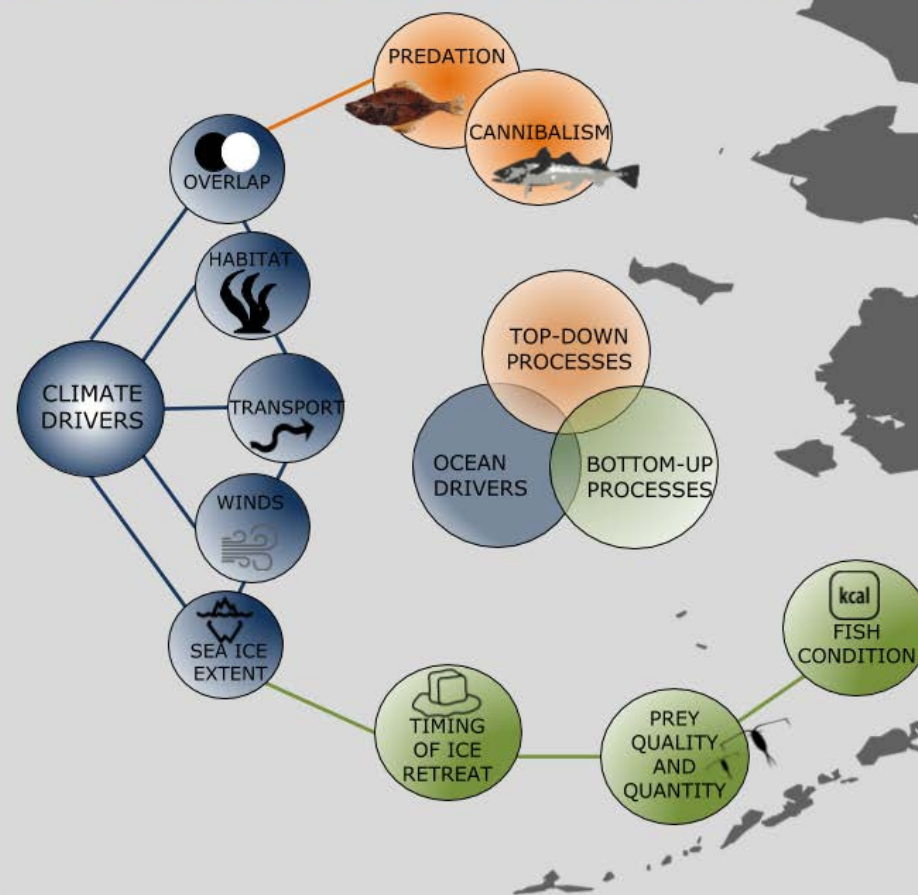 PREDATION
CANNIBALISM
OVERLAP
HABITAT
TOP-DOWN
PROCESSES
CLIMATE
DRIVERS
TRANSPORT
OCEAN
DRIVERS
BOTTOM-UP
PROCESSES
WINDS
SEA ICE
EXTENT
kcal
FISH
CONDITION
TIMING
OF ICE
RETREAT
PREY
QUALITY
AND
QUANTITY